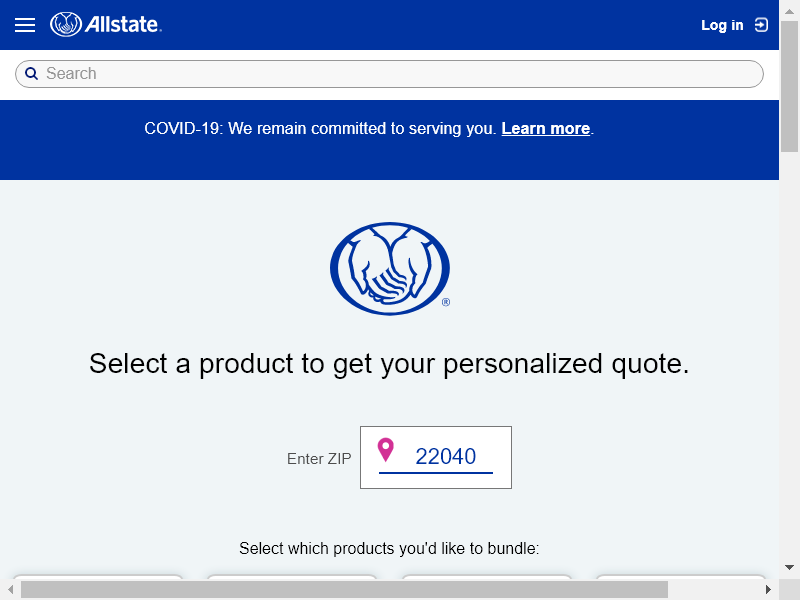 Allstate.
Log in
Search
COVID-19: We remain committed to serving you. Learn more.
®
Select a product to get your personalized quote.
Enter ZIP
22040
Select which products you'd like to bundle: